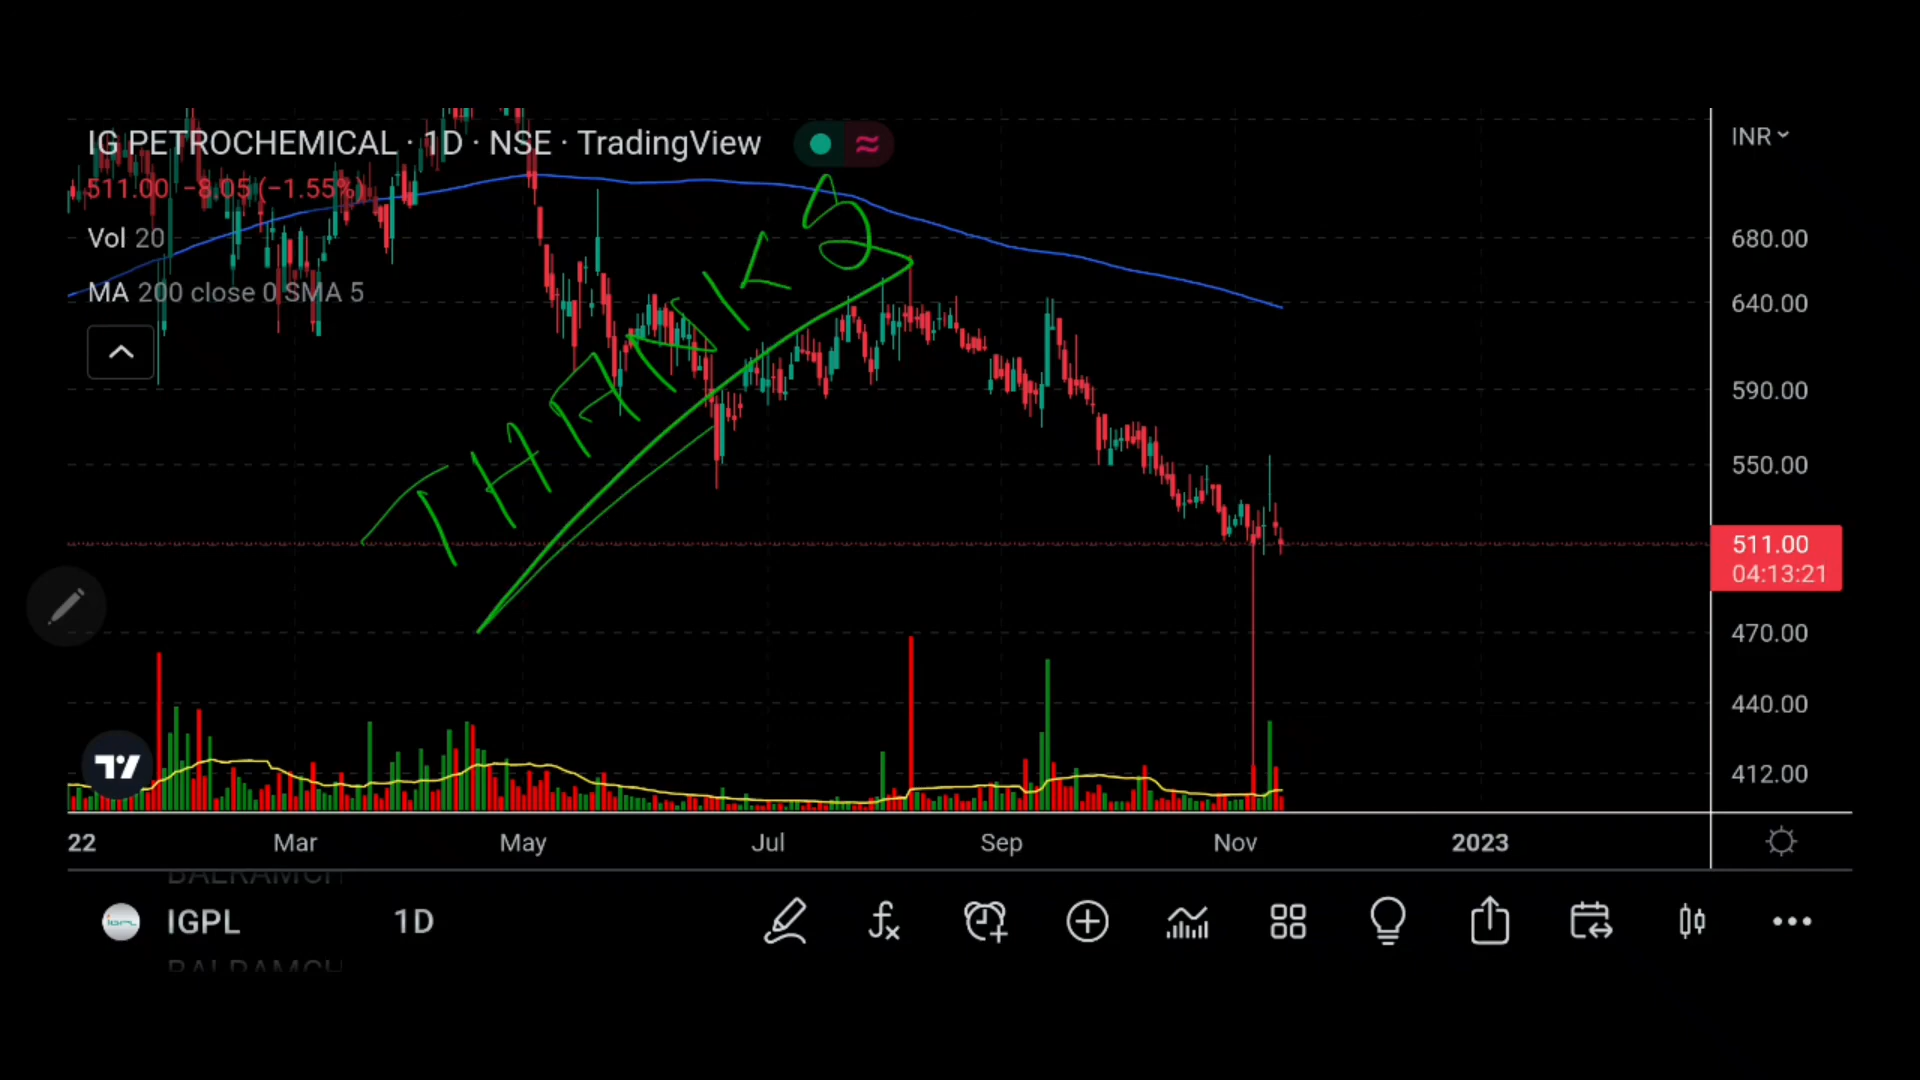 IG PETROCHEMICAL · 1D · NSE · TradingView
511.00 −8.05 (−1.55%)
Vol 20
MA 200 close 0 SMA 5
THANKS
INR
680.00
640.00
590.00
550.00
511.00
04:13:21
470.00
440.00
412.00
22 Mar May Jul Sep Nov 2023
IGPL 1D